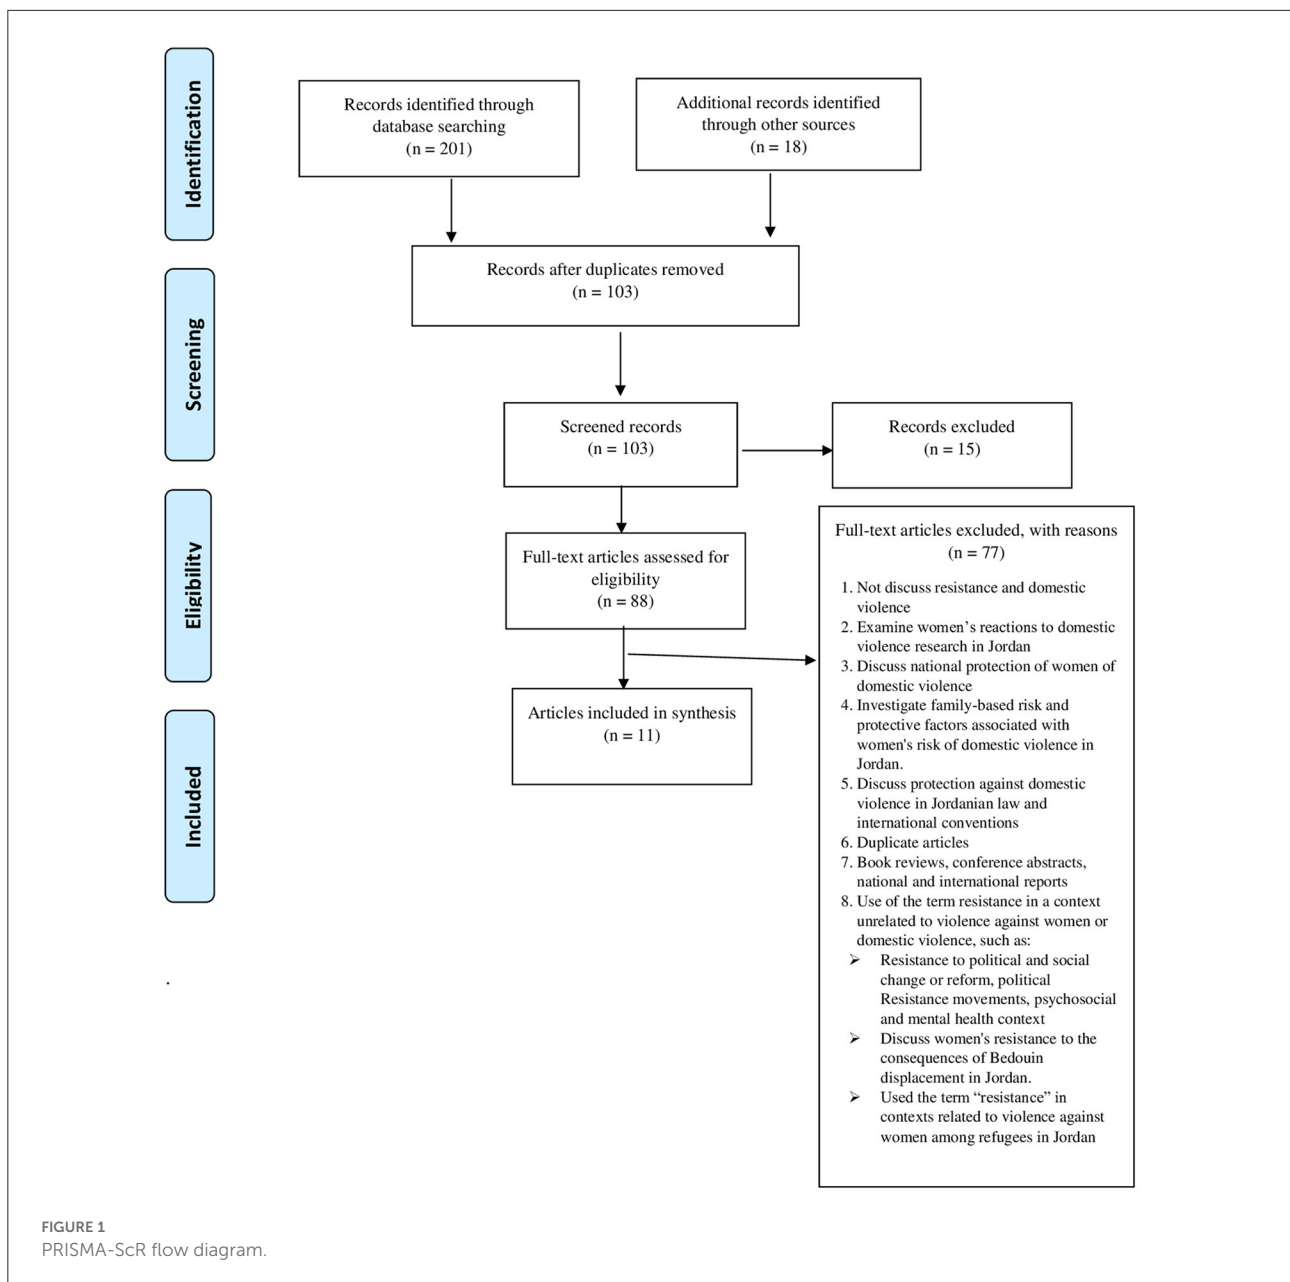 Identification
Records identified through
database searching
(n = 201)
Additional records identified
through other sources
(n = 18)
Screening
Records after duplicates removed
(n = 103)
Screened records
(n = 103)
Records excluded
(n = 15)
Eligibility
Full-text articles assessed for
eligibility
(n = 88)
Full-text articles excluded, with reasons
(n = 77)
1. Not discuss resistance and domestic
violence
2. Examine women’s reactions to domestic
violence research in Jordan
3. Discuss national protection of women of
domestic violence
4. Investigate family-based risk and
protective factors associated with
women's risk of domestic violence in
Jordan.
5. Discuss protection against domestic
violence in Jordanian law and
international conventions
6. Duplicate articles
7. Book reviews, conference abstracts,
national and international reports
8. Use of the term resistance in a context
unrelated to violence against women or
domestic violence, such as:
➢ Resistance to political and social
change or reform, political
Resistance movements, psychosocial
and mental health context
➢ Discuss women's resistance to the
consequences of Bedouin
displacement in Jordan.
➢ Used the term “resistance” in
contexts related to violence against
women among refugees in Jordan
Included
Articles included in synthesis
(n = 11)
.
FIGURE 1
PRISMA-ScR flow diagram.